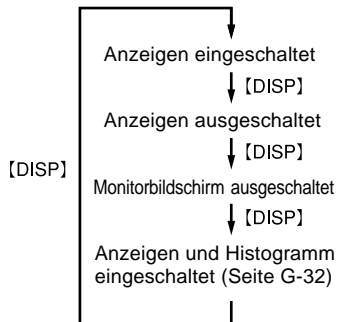 Anzeigen eingeschaltet
【DISP】
Anzeigen ausgeschaltet
【DISP】
【DISP】
Monitorbildschirm ausgeschaltet
【DISP】
Anzeigen und Histogramm
eingeschaltet (Seite G-32)